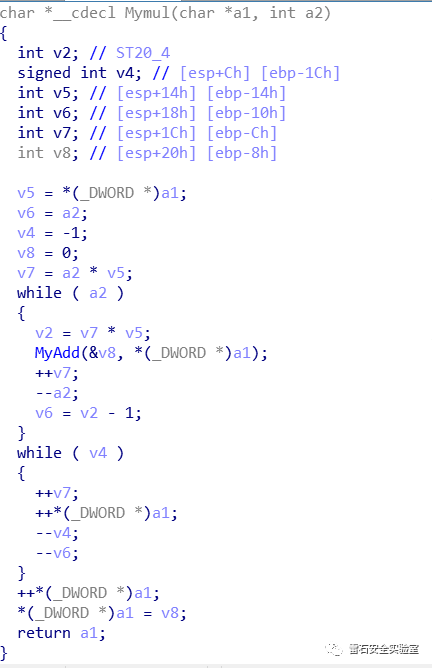 char *__cdecl Mymul(char *a1, int a2)
{
  int v2; // ST20_4
  signed int v4; // [esp+Ch] [ebp-1Ch]
  int v5; // [esp+14h] [ebp-14h]
  int v6; // [esp+18h] [ebp-10h]
  int v7; // [esp+1Ch] [ebp-Ch]
  int v8; // [esp+20h] [ebp-8h]

  v5 = *(_DWORD *)a1;
  v6 = a2;
  v4 = -1;
  v8 = 0;
  v7 = a2 * v5;
  while ( a2 )
  {
    v2 = v7 * v5;
    MyAdd(&v8, *(_DWORD *)a1);
    ++v7;
    --a2;
    v6 = v2 - 1;
  }
  while ( v4 )
  {
    ++v7;
    ++*(_DWORD *)a1;
    --v4;
    --v6;
  }
  ++*(_DWORD *)a1;
  *(_DWORD *)a1 = v8;
  return a1;
}
雷石安全实验室